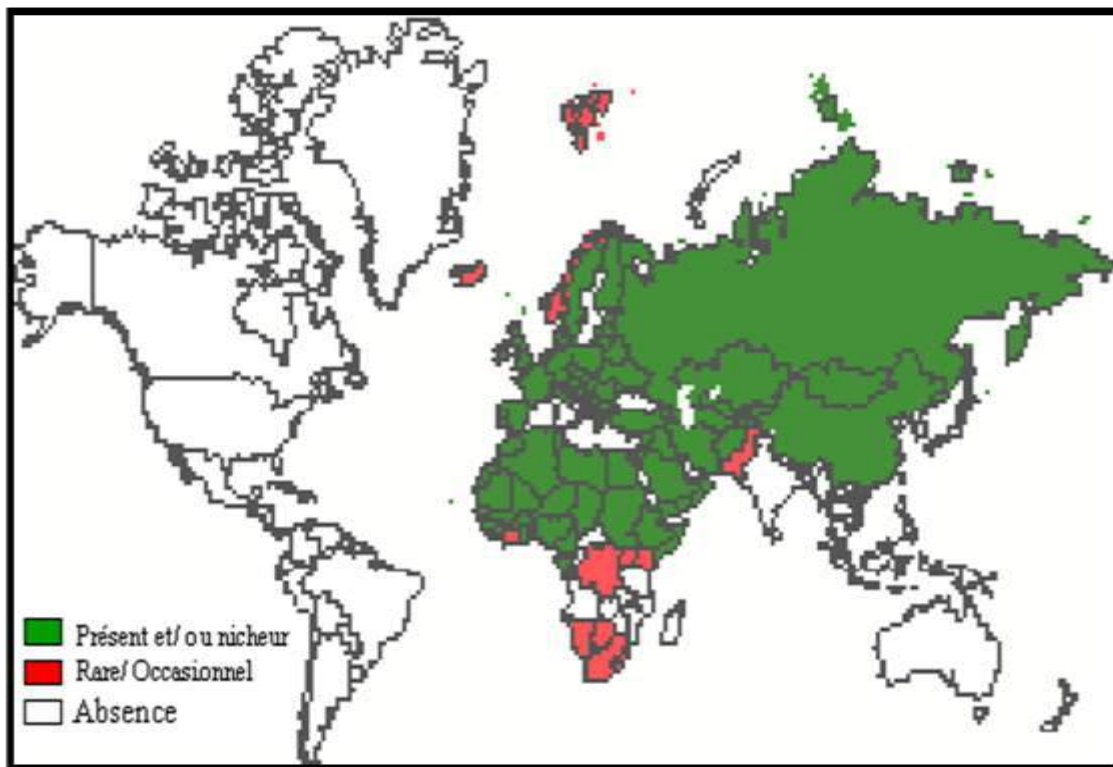 Présent et/ ou nicheur
Rare/ Occasionnel
Absence